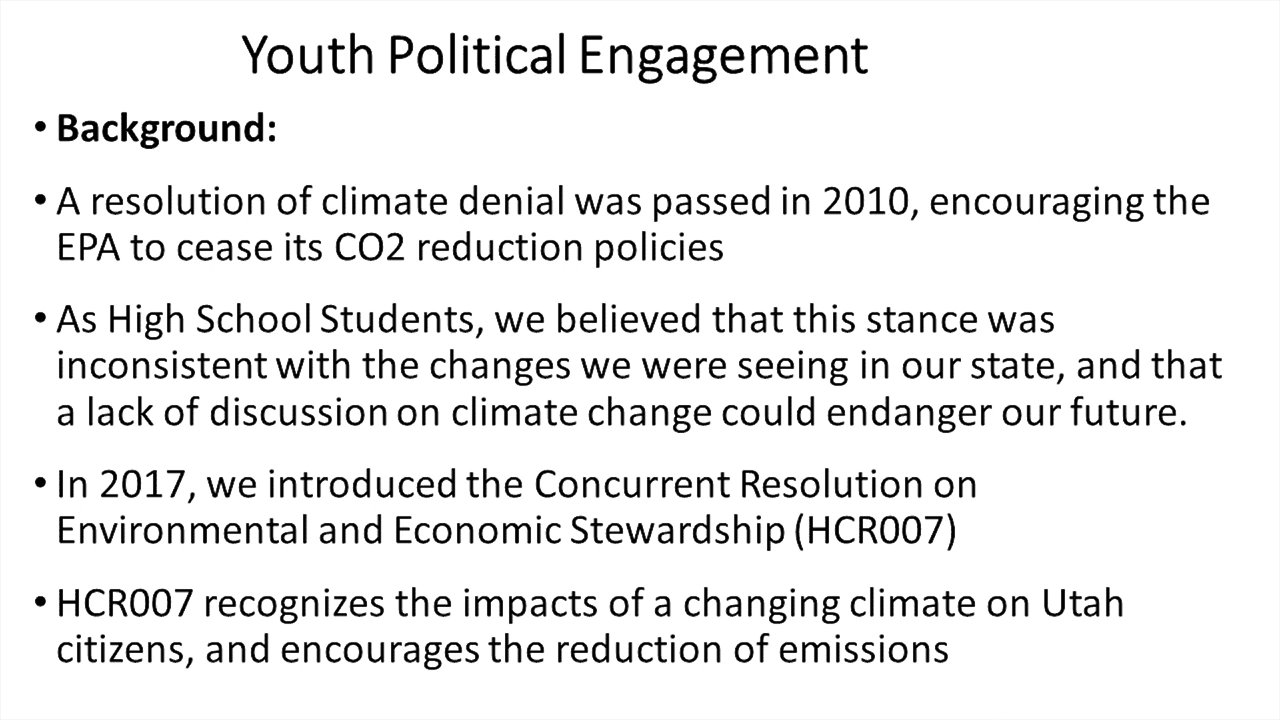 Youth Political Engagement
• Background:
• A resolution of climate denial was passed in 2010, encouraging the
EPA to cease its CO2 reduction policies
• As High School Students, we believed that this stance was
inconsistent with the changes we were seeing in our state, and that
a lack of discussion on climate change could endanger our future.
• In 2017, we introduced the Concurrent Resolution on
Environmental and Economic Stewardship (HCR007)
• HCR007 recognizes the impacts of a changing climate on Utah
citizens, and encourages the reduction of emissions